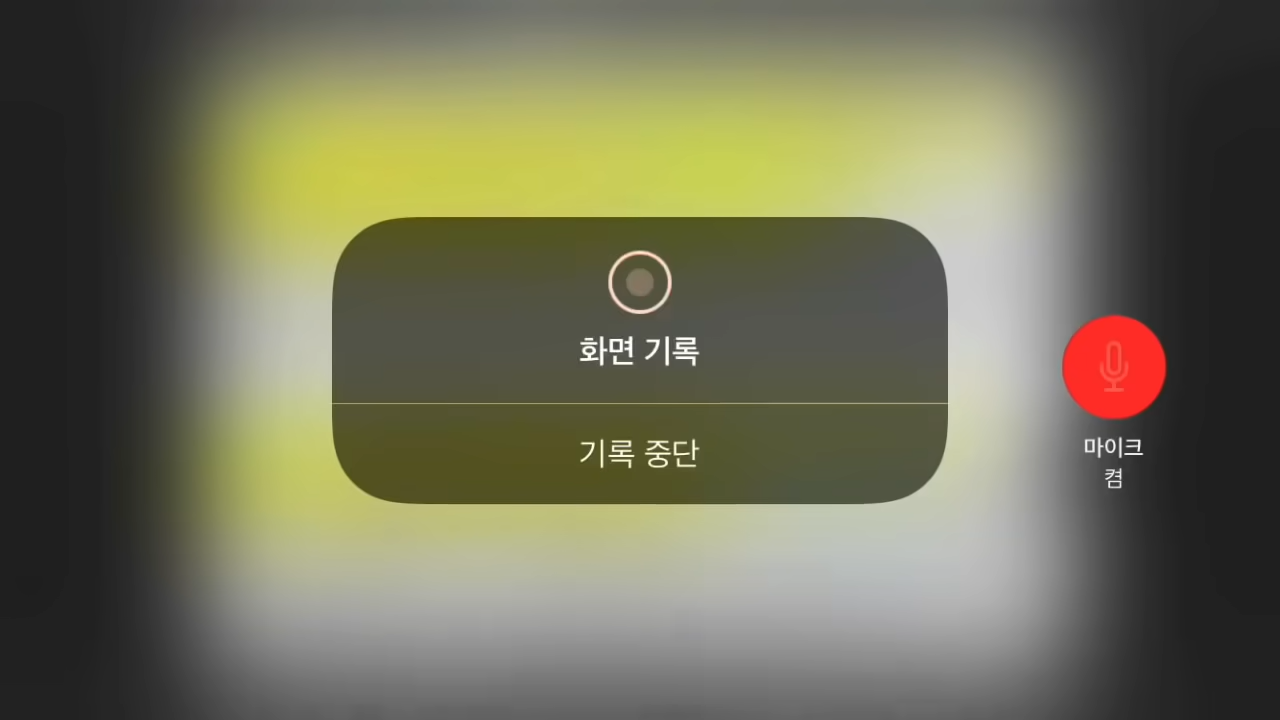 화면 기록
기록 중단
마이크
켬